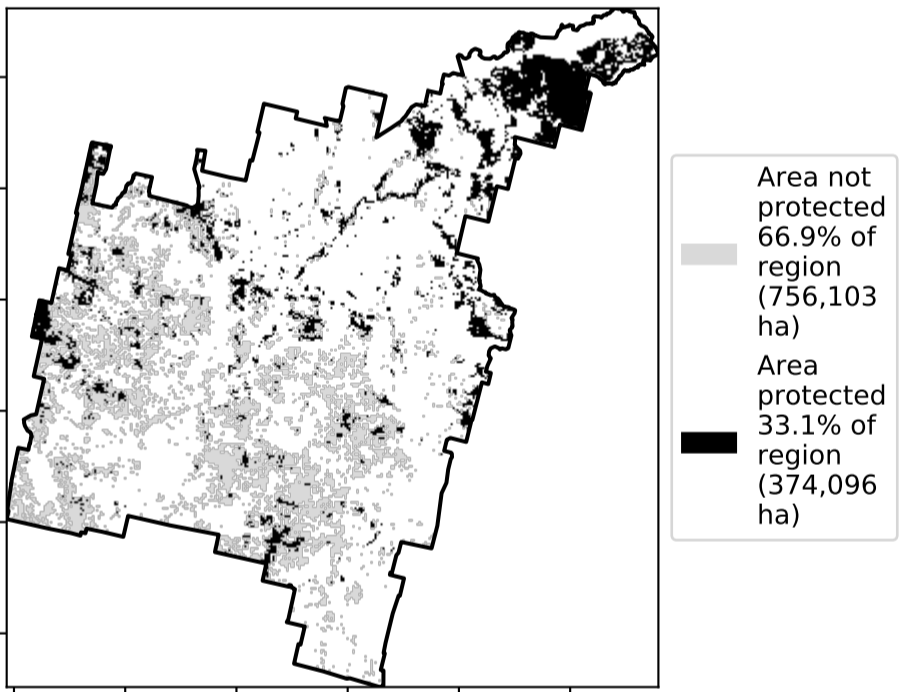 Area not
protected
66.9% of
region
(756,103
ha)
Area
protected
33.1% of
region
(374,096
ha)